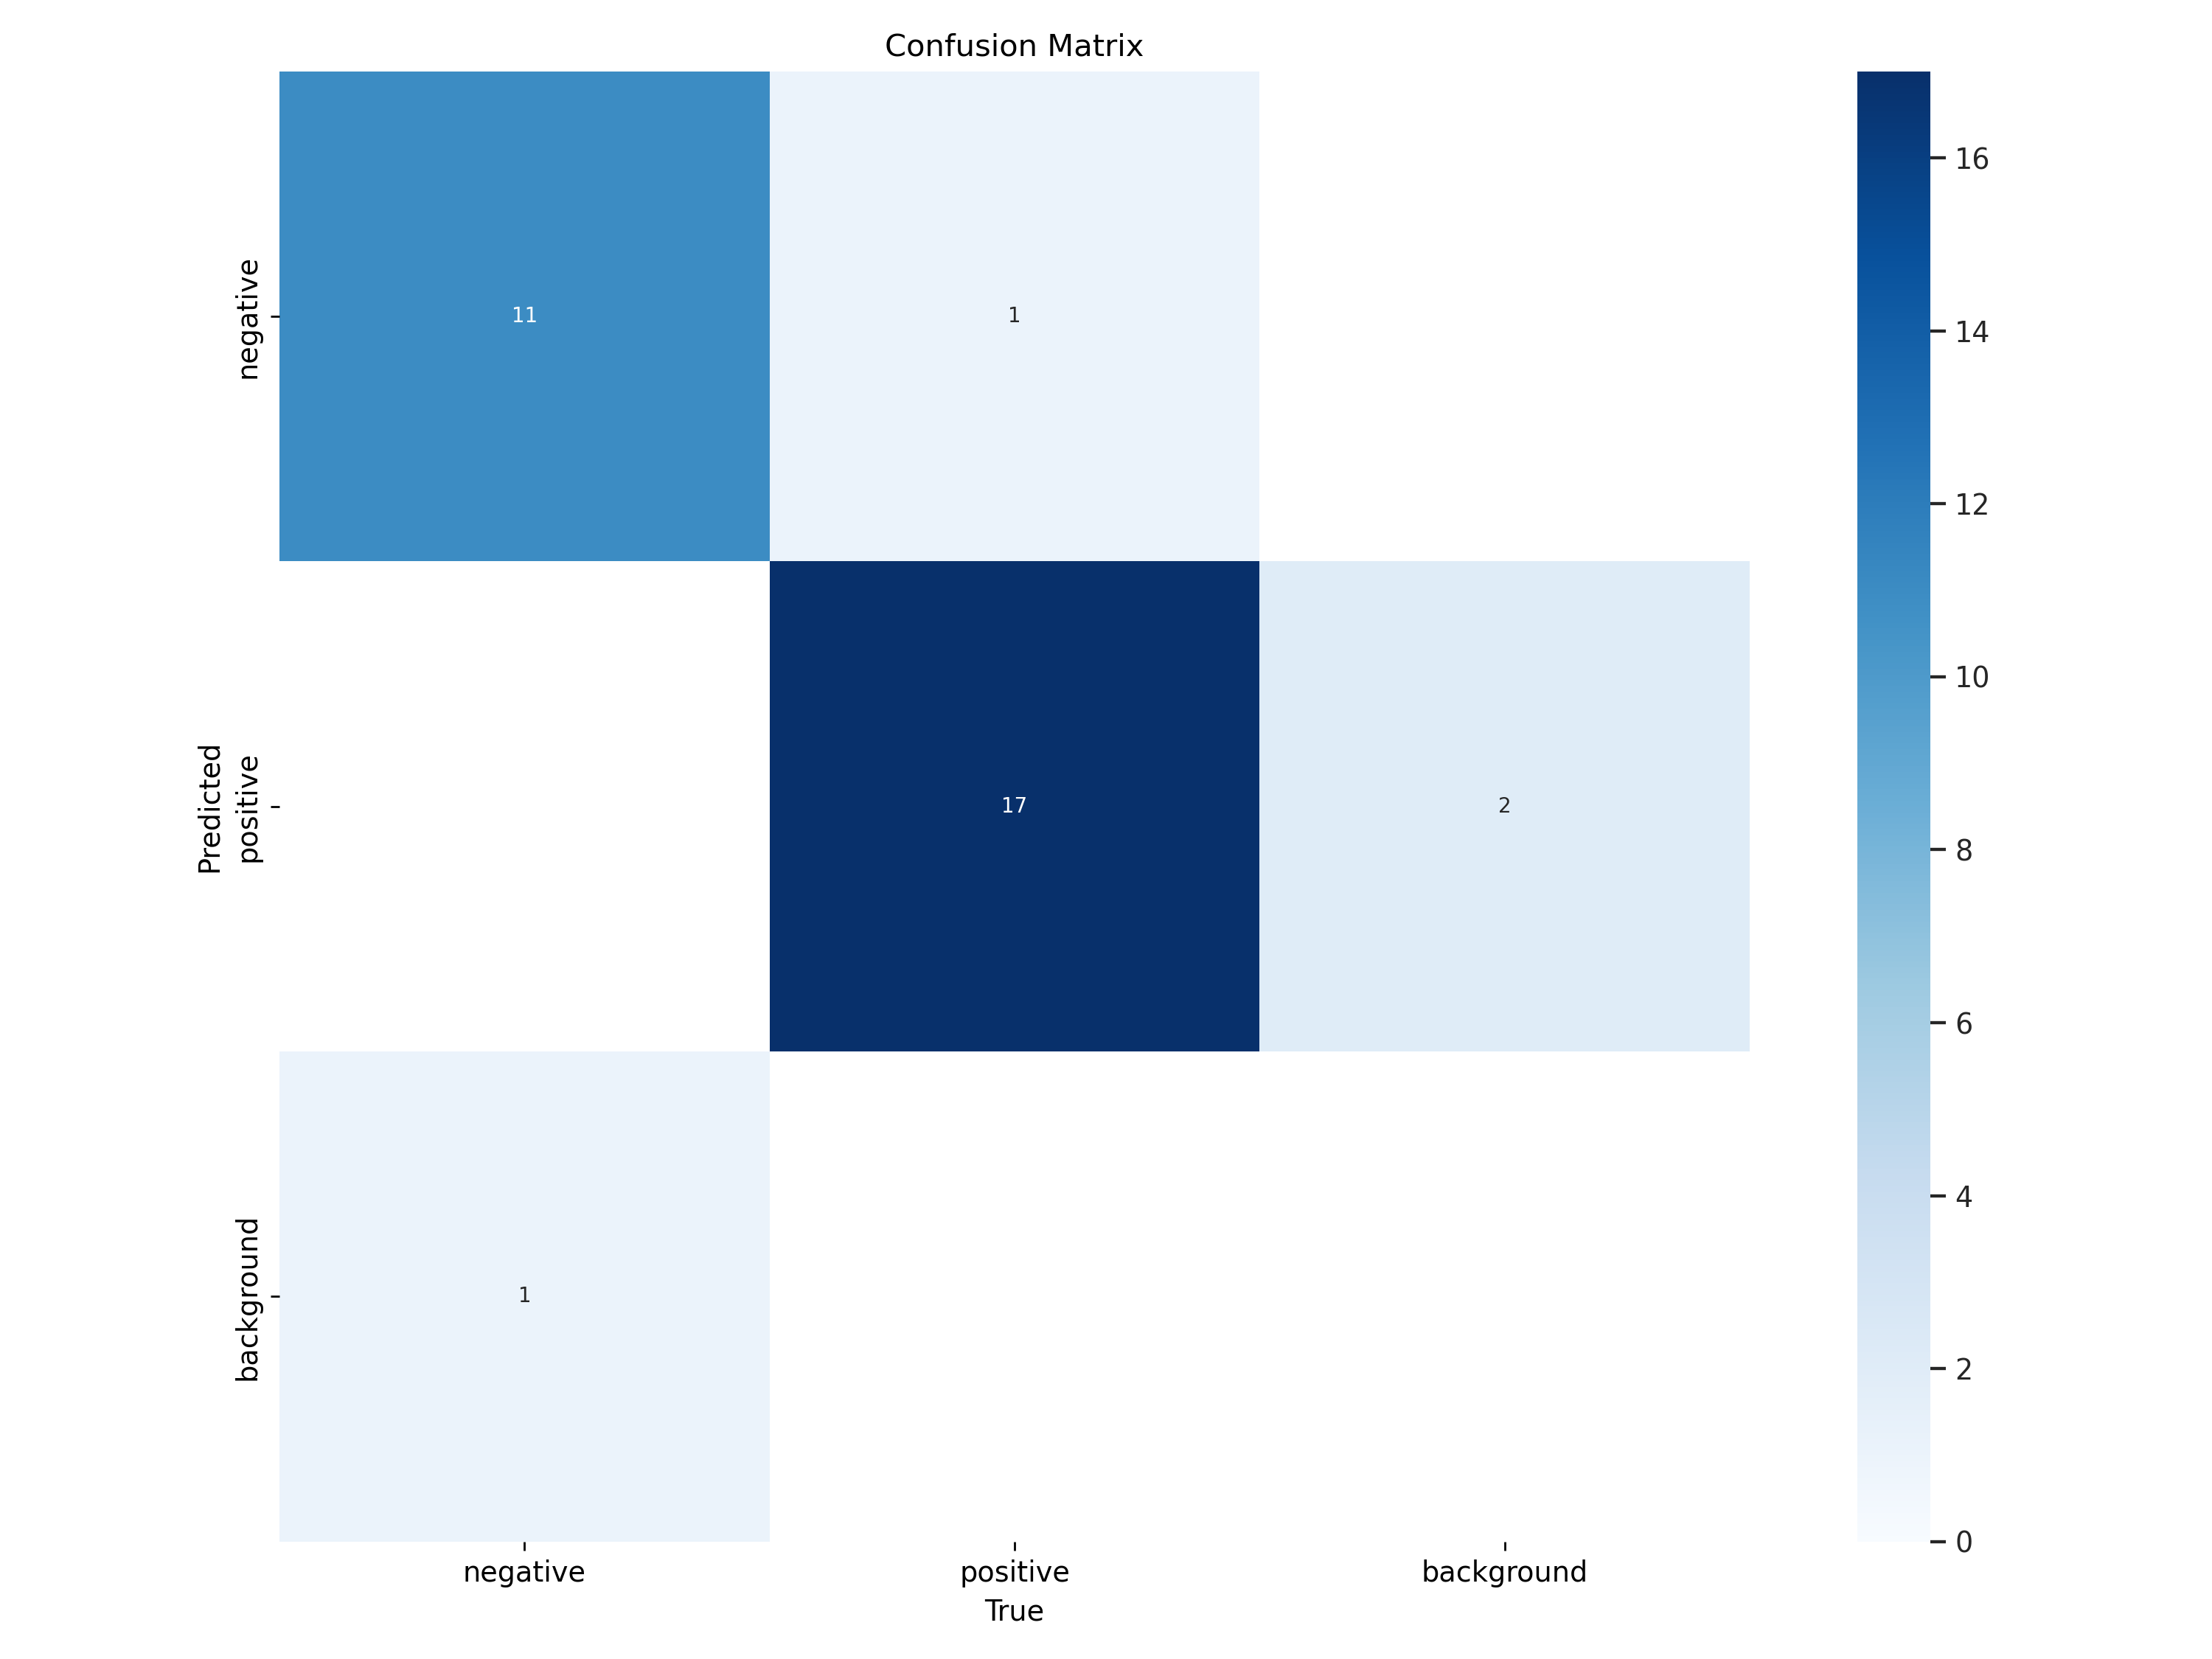 Confusion Matrix
negative
11
1
16
14
12
10
8
6
4
2
0
Predicted
positive
17
2
background
1
negative
positive
background
True